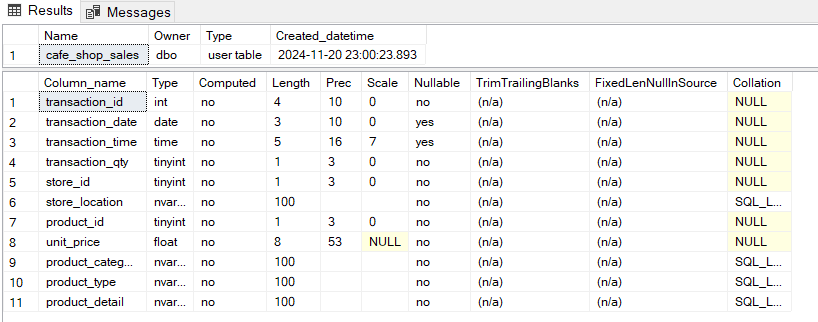 Results Messages
Name Owner Type Created_datetime
1 cafe_shop_sales dbo user table 2024-11-20 23:00:23.893
Column_name Type Computed Length Prec Scale Nullable TrimTrailingBlanks FixedLenNullInSource Collation
1 transaction_id int no 4 10 0 no (n/a) (n/a) NULL
2 transaction_date date no 3 10 0 yes (n/a) (n/a) NULL
3 transaction_time time no 5 16 7 yes (n/a) (n/a) NULL
4 transaction_qty tinyint no 1 3 0 no (n/a) (n/a) NULL
5 store_id tinyint no 1 3 0 no (n/a) (n/a) NULL
6 store_location nvar... no 100 no (n/a) (n/a) SQL_L...
7 product_id tinyint no 1 3 0 no (n/a) (n/a) NULL
8 unit_price float no 8 53 NULL no (n/a) (n/a) NULL
9 product_categ... nvar... no 100 no (n/a) (n/a) SQL_L...
10 product_type nvar... no 100 no (n/a) (n/a) SQL_L...
11 product_detail nvar... no 100 no (n/a) (n/a) SQL_L...